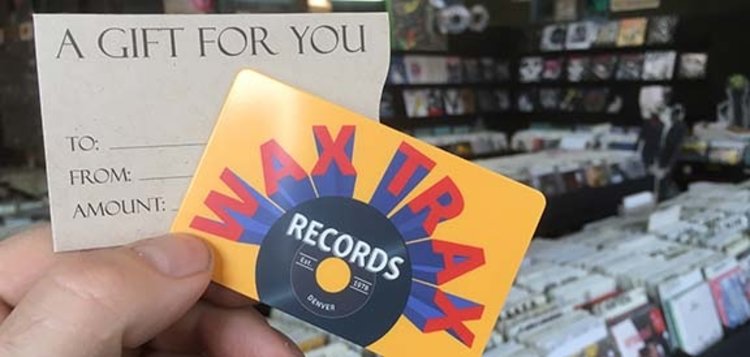 A GIFT FOR YOU
TO:
FROM:
AMOUNT:
WAX TRAX
RECORDS
Est. 1978
DENVER